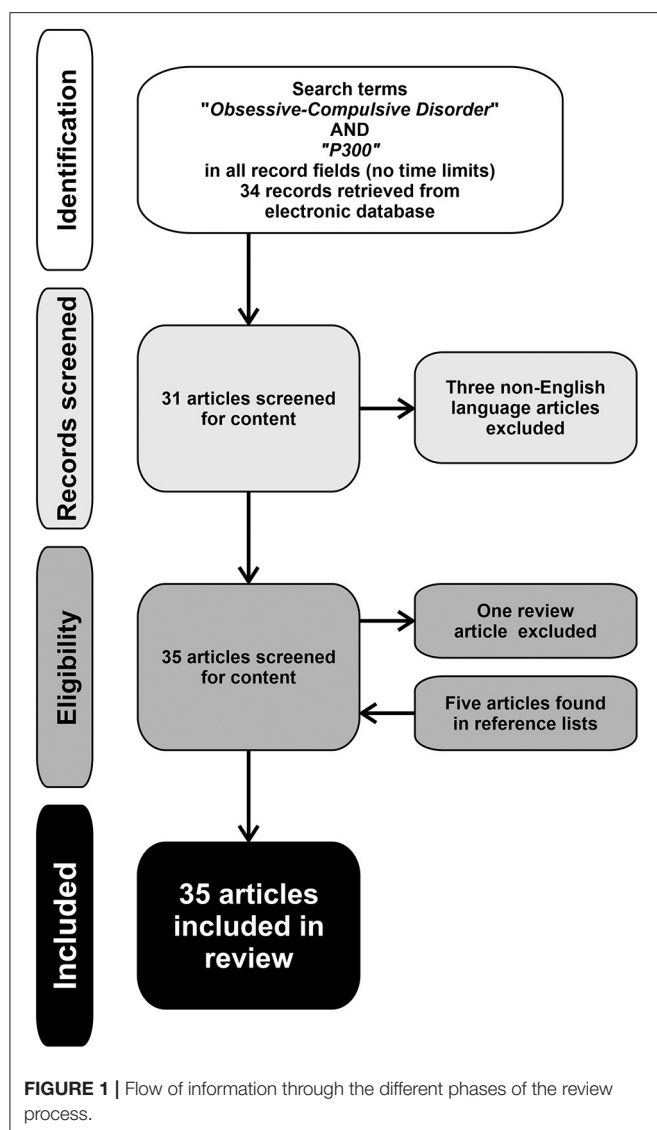 Identification
Search terms
"Obsessive-Compulsive Disorder"
AND
"P300"
in all record fields (no time limits)
34 records retrieved from
electronic database
Records screened
31 articles screened
for content
Three non-English
language articles
excluded
Eligibility
35 articles screened
for content
One review
article excluded
Five articles found
in reference lists
Included
35 articles
included in
review
FIGURE 1 | Flow of information through the different phases of the review
process.